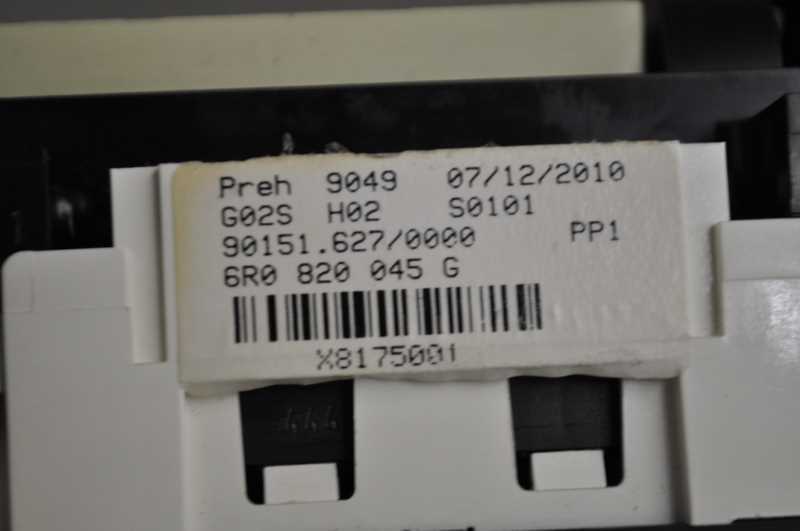 Preh 9049 07/12/2010
G02S H02 S0101
90151.627/0000 PP1
6R0 820 045 G
X8175001